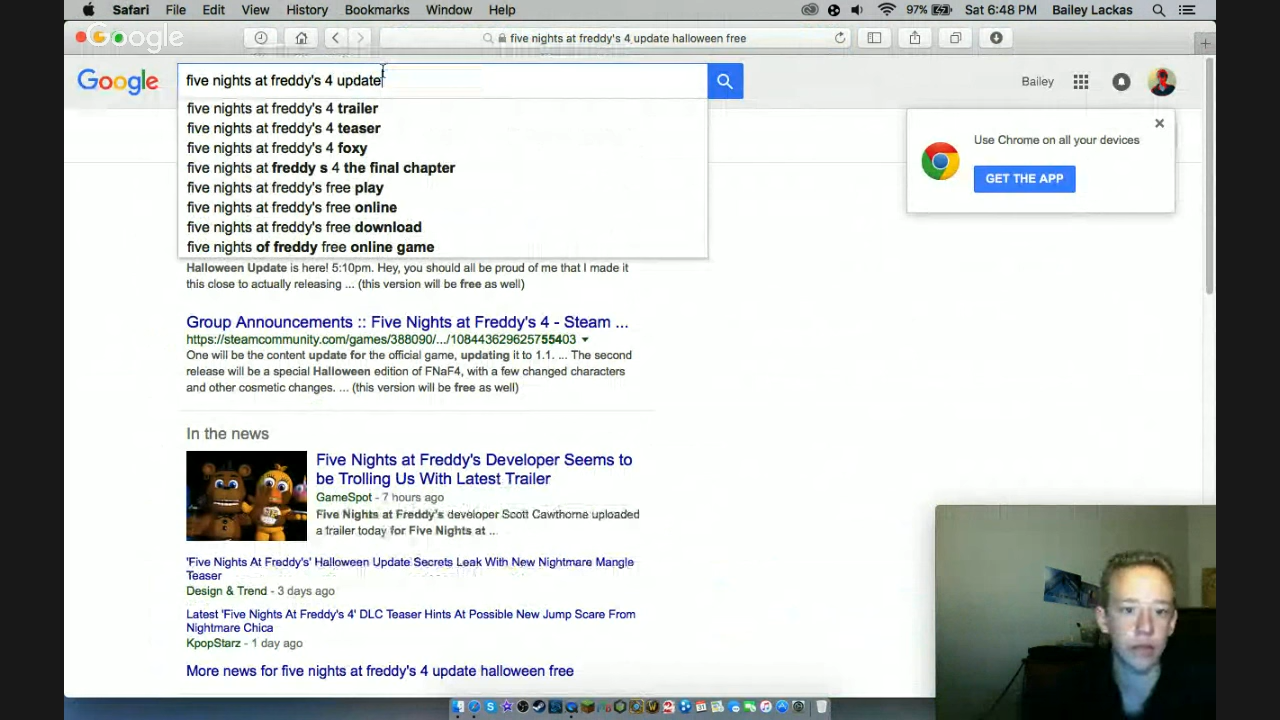 Safari File Edit View History Bookmarks Window Help 97% Sat 6:48 PM Bailey Lackas
Google
five nights at freddy's 4 update halloween free
Google
five nights at freddy's 4 update
Bailey
five nights at freddy's 4 trailer
five nights at freddy's 4 teaser
five nights at freddy's 4 foxy
five nights at freddy s 4 the final chapter
five nights at freddy's free play
five nights at freddy's free online
five nights at freddy's free download
five nights of freddy free online game
Use Chrome on all your devices
GET THE APP
Halloween Update is here! 5:10pm. Hey, you should all be proud of me that I made it
this close to actually releasing ... (this version will be free as well)
Group Announcements :: Five Nights at Freddy's 4 - Steam ...
https://steamcommunity.com/games/388090/.../108443629625755403
One will be the content update for the official game, updating it to 1.1. ... The second
release will be a special Halloween edition of FNaF4, with a few changed characters
and other cosmetic changes. ... (this version will be free as well)
In the news
Five Nights at Freddy's Developer Seems to
be Trolling Us With Latest Trailer
GameSpot - 7 hours ago
Five Nights at Freddy's developer Scott Cawthorne uploaded
a trailer today for Five Nights at ...
'Five Nights At Freddy's' Halloween Update Secrets Leak With New Nightmare Mangle
Teaser
Design & Trend - 3 days ago
Latest 'Five Nights At Freddy's 4' DLC Teaser Hints At Possible New Jump Scare From
Nightmare Chica
KpopStarz - 1 day ago
More news for five nights at freddy's 4 update halloween free